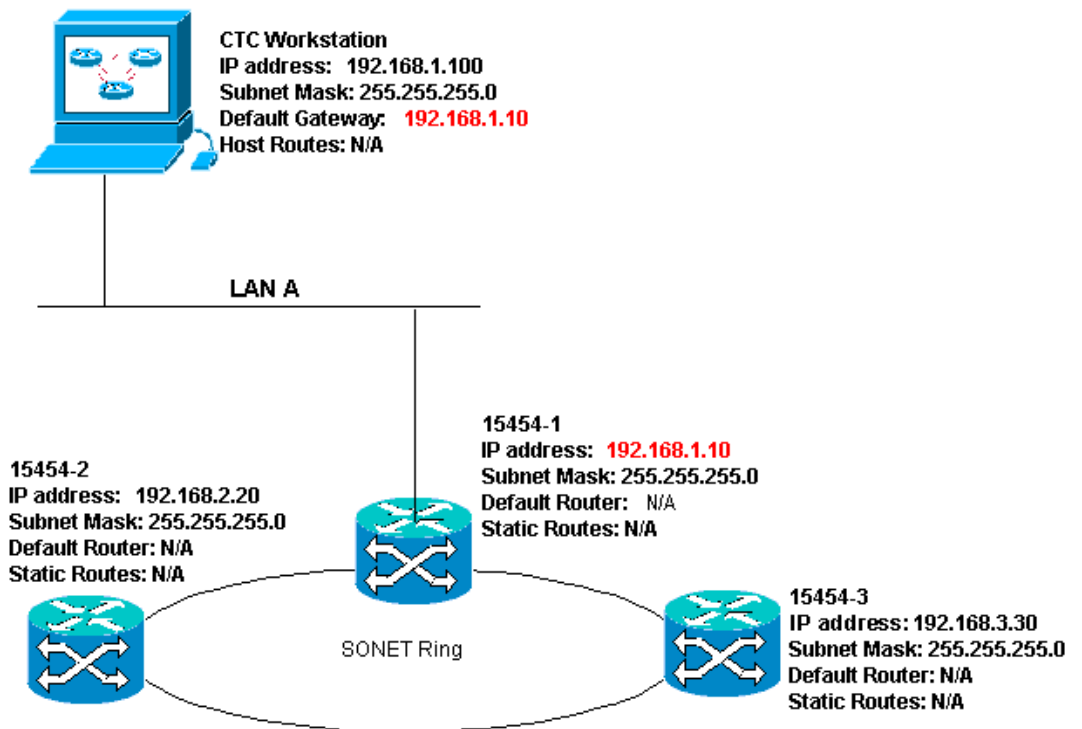 CTC Workstation
IP address: 192.168.1.100
Subnet Mask: 255.255.255.0
Default Gateway: 192.168.1.10
Host Routes: N/A
LAN A
15454-1
IP address: 192.168.1.10
Subnet Mask: 255.255.255.0
Default Router: N/A
Static Routes: N/A
15454-2
IP address: 192.168.2.20
Subnet Mask: 255.255.255.0
Default Router: N/A
Static Routes: N/A
SONET Ring
15454-3
IP address: 192.168.3.30
Subnet Mask: 255.255.255.0
Default Router: N/A
Static Routes: N/A